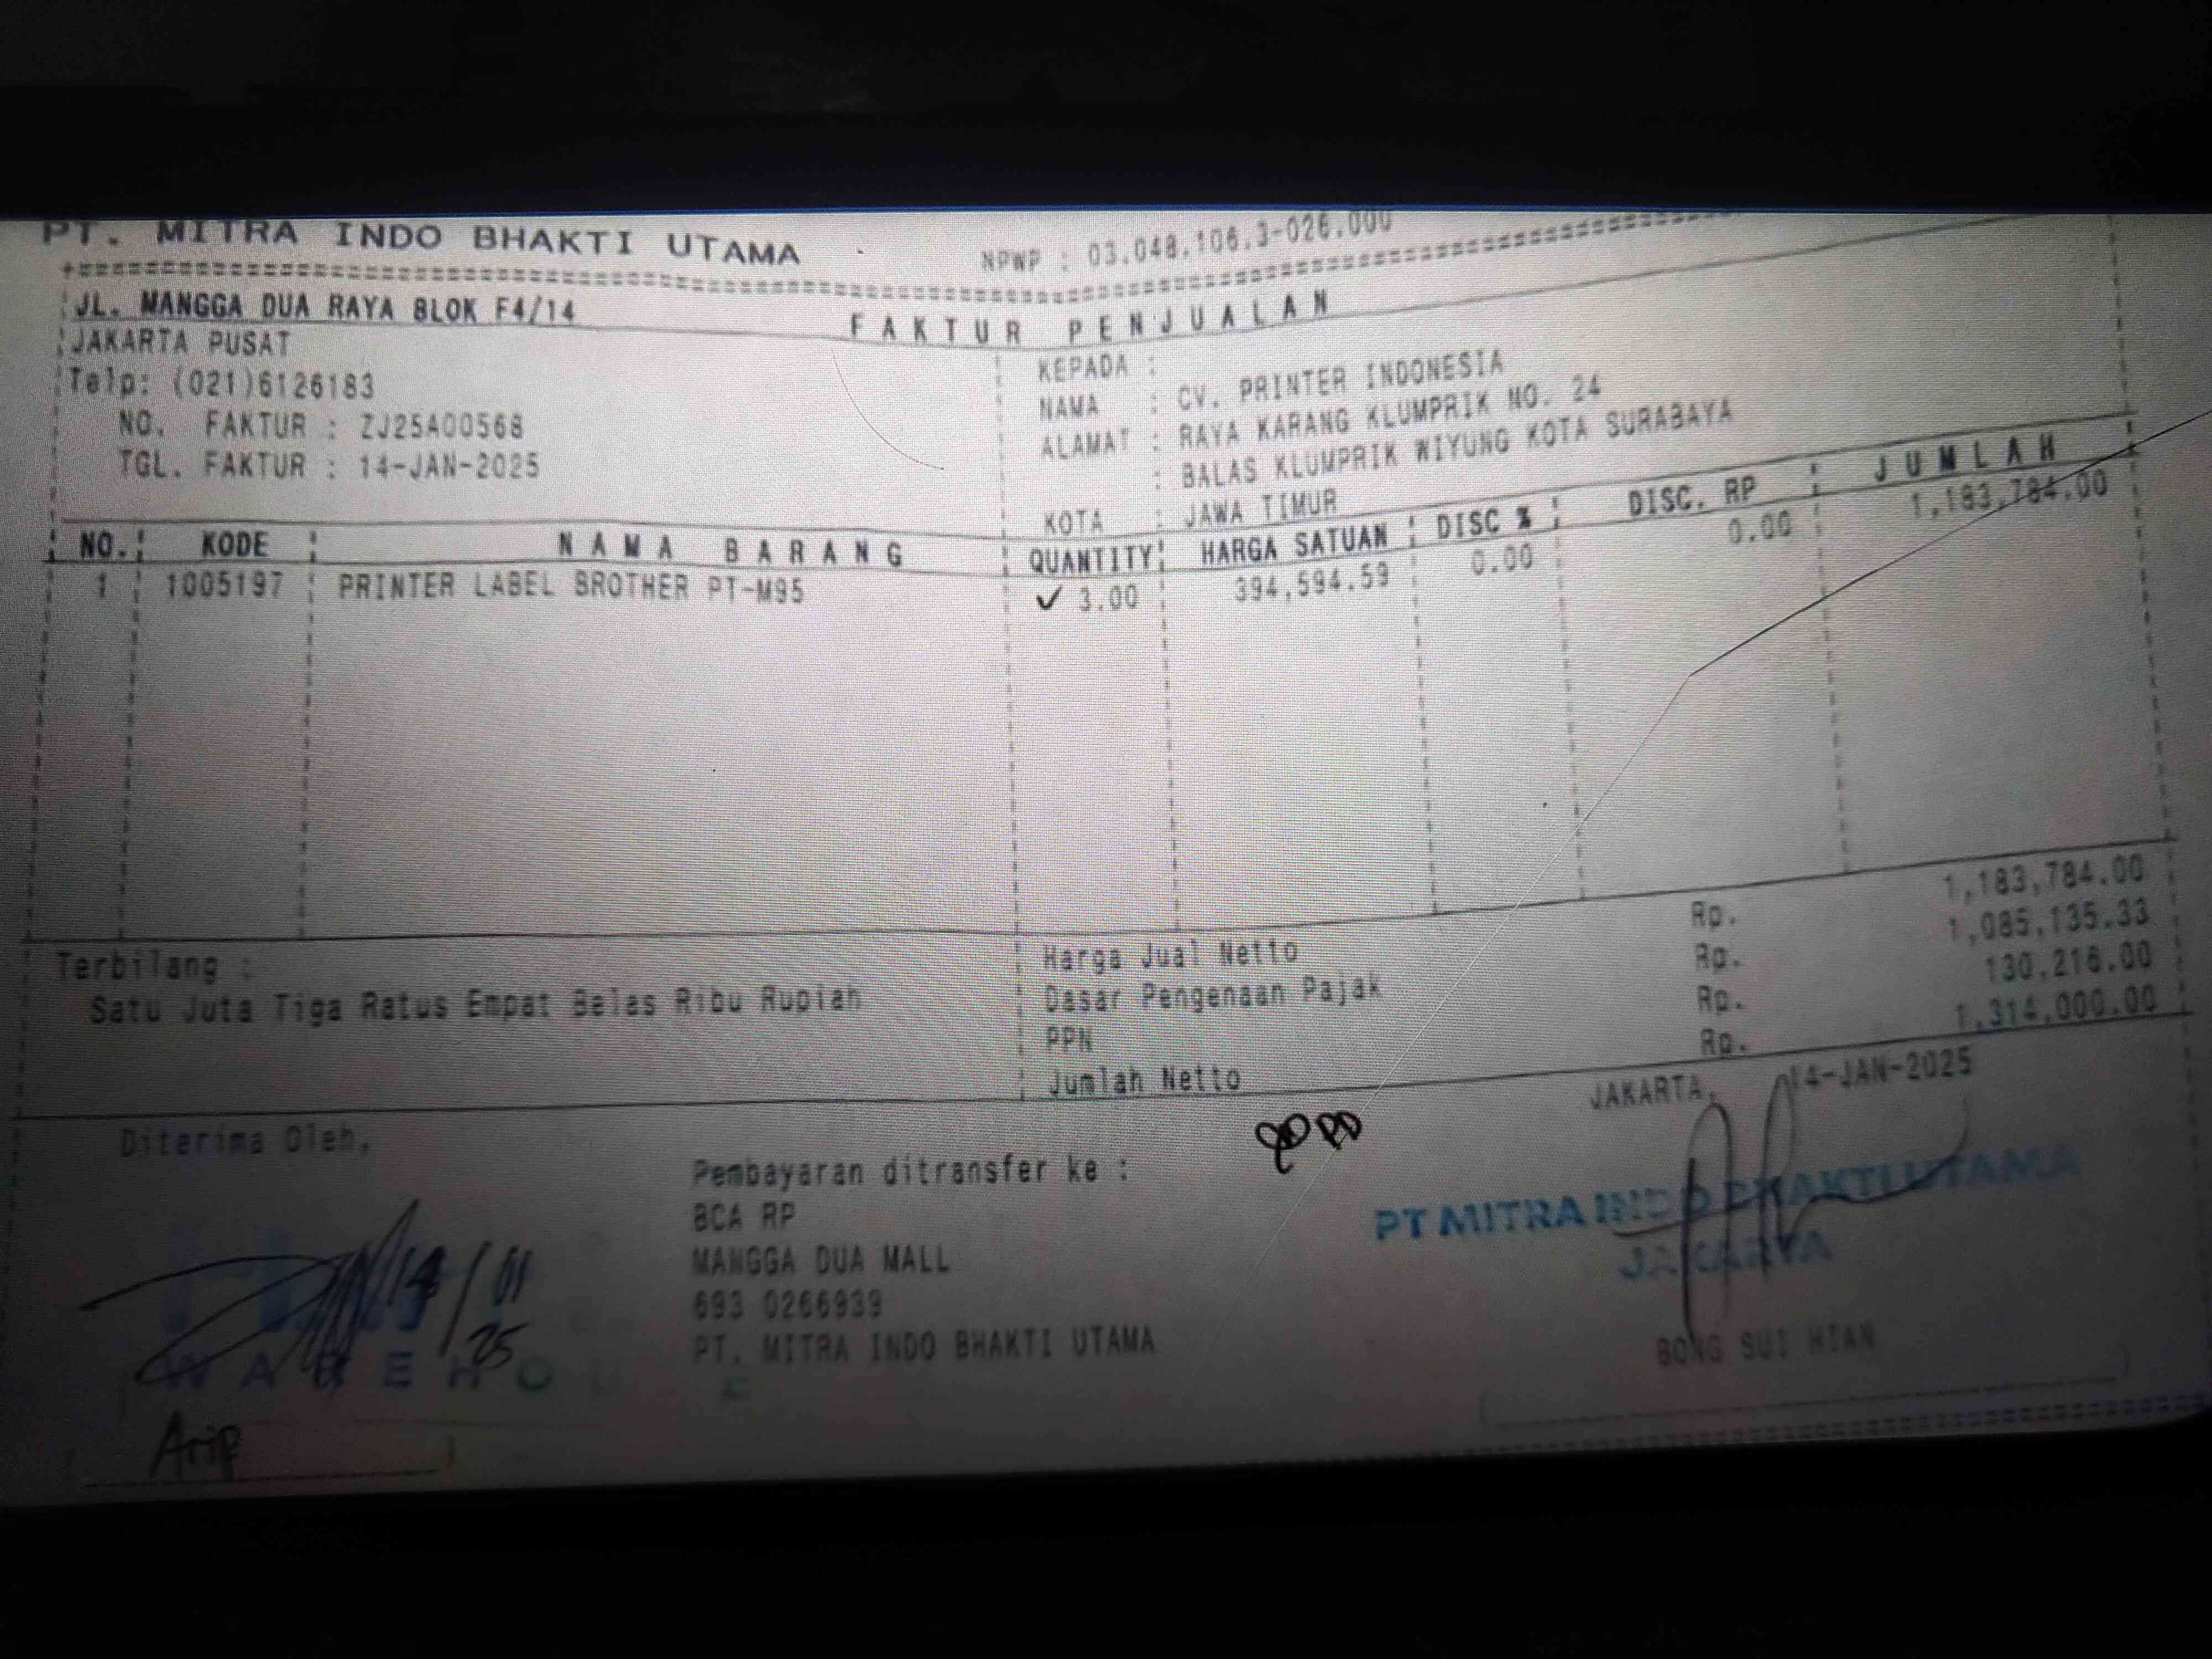 PT. MITRA INDO BHAKTI UTAMA
NPWP : 03.048.106.3-026.000
JL. MANGGA DUA RAYA BLOK F4/14
FAKTUR PENJUALAN
JAKARTA PUSAT
Telp: (021)6126183
NO. FAKTUR : ZJ25A00568
TGL. FAKTUR : 14-JAN-2025
KEPADA :
NAMA : CV. PRINTER INDONESIA
ALAMAT : RAYA KARANG KLUMPRIK NO. 24
: BALAS KLUMPRIK WIYUNG KOTA SURABAYA
KOTA : JAWA TIMUR
NO. KODE NAMA BARANG QUANTITY HARGA SATUAN DISC % DISC. RP JUMLAH
1 1005197 PRINTER LABEL BROTHER PT-M95 ✓ 3.00 394,594.59 0.00 0.00 1,183,784.00
Terbilang :
Satu Juta Tiga Ratus Empat Belas Ribu Rupiah
Harga Jual Netto Rp. 1,183,784.00
Dasar Pengenaan Pajak Rp. 1,085,135.33
PPN Rp. 130,216.00
Jumlah Netto Rp. 1,314,000.00
JAKARTA, 14-JAN-2025
Diterima Oleh,
14/01
25
WAREHOUSE
Arip
Pembayaran ditransfer ke :
BCA RP
MANGGA DUA MALL
693 0266939
PT. MITRA INDO BHAKTI UTAMA
PT MITRA INDO BHAKTI UTAMA
JAKARTA
BONG SUI HIAN